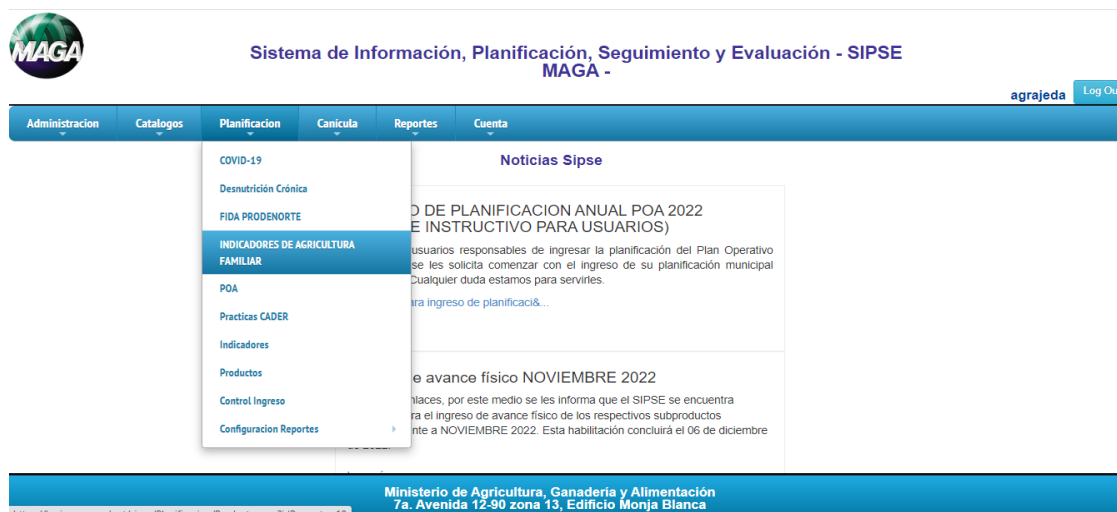 MAGA
Sistema de Información, Planificación, Seguimiento y Evaluación - SIPSE
MAGA -
agrajeda Log Ou
Administracion Catalogos Planificacion Canicula Reportes Cuenta
COVID-19
Desnutrición Crónica
FIDA PRODENORTE
INDICADORES DE AGRICULTURA
FAMILIAR
POA
Practicas CADER
Indicadores
Productos
Control Ingreso
Configuracion Reportes
Noticias Sipse
O DE PLANIFICACION ANUAL POA 2022
E INSTRUCTIVO PARA USUARIOS)
usuarios responsables de ingresar la planificación del Plan Operativo
se les solicita comenzar con el ingreso de su planificación municipal
Cualquier duda estamos para servirles.
ara ingreso de planificaci&...
e avance físico NOVIEMBRE 2022
nlaces, por este medio se les informa que el SIPSE se encuentra
ra el ingreso de avance físico de los respectivos subproductos
nte a NOVIEMBRE 2022. Esta habilitación concluirá el 06 de diciembre
Ministerio de Agricultura, Ganadería y Alimentación
7a. Avenida 12-90 zona 13, Edificio Monja Blanca